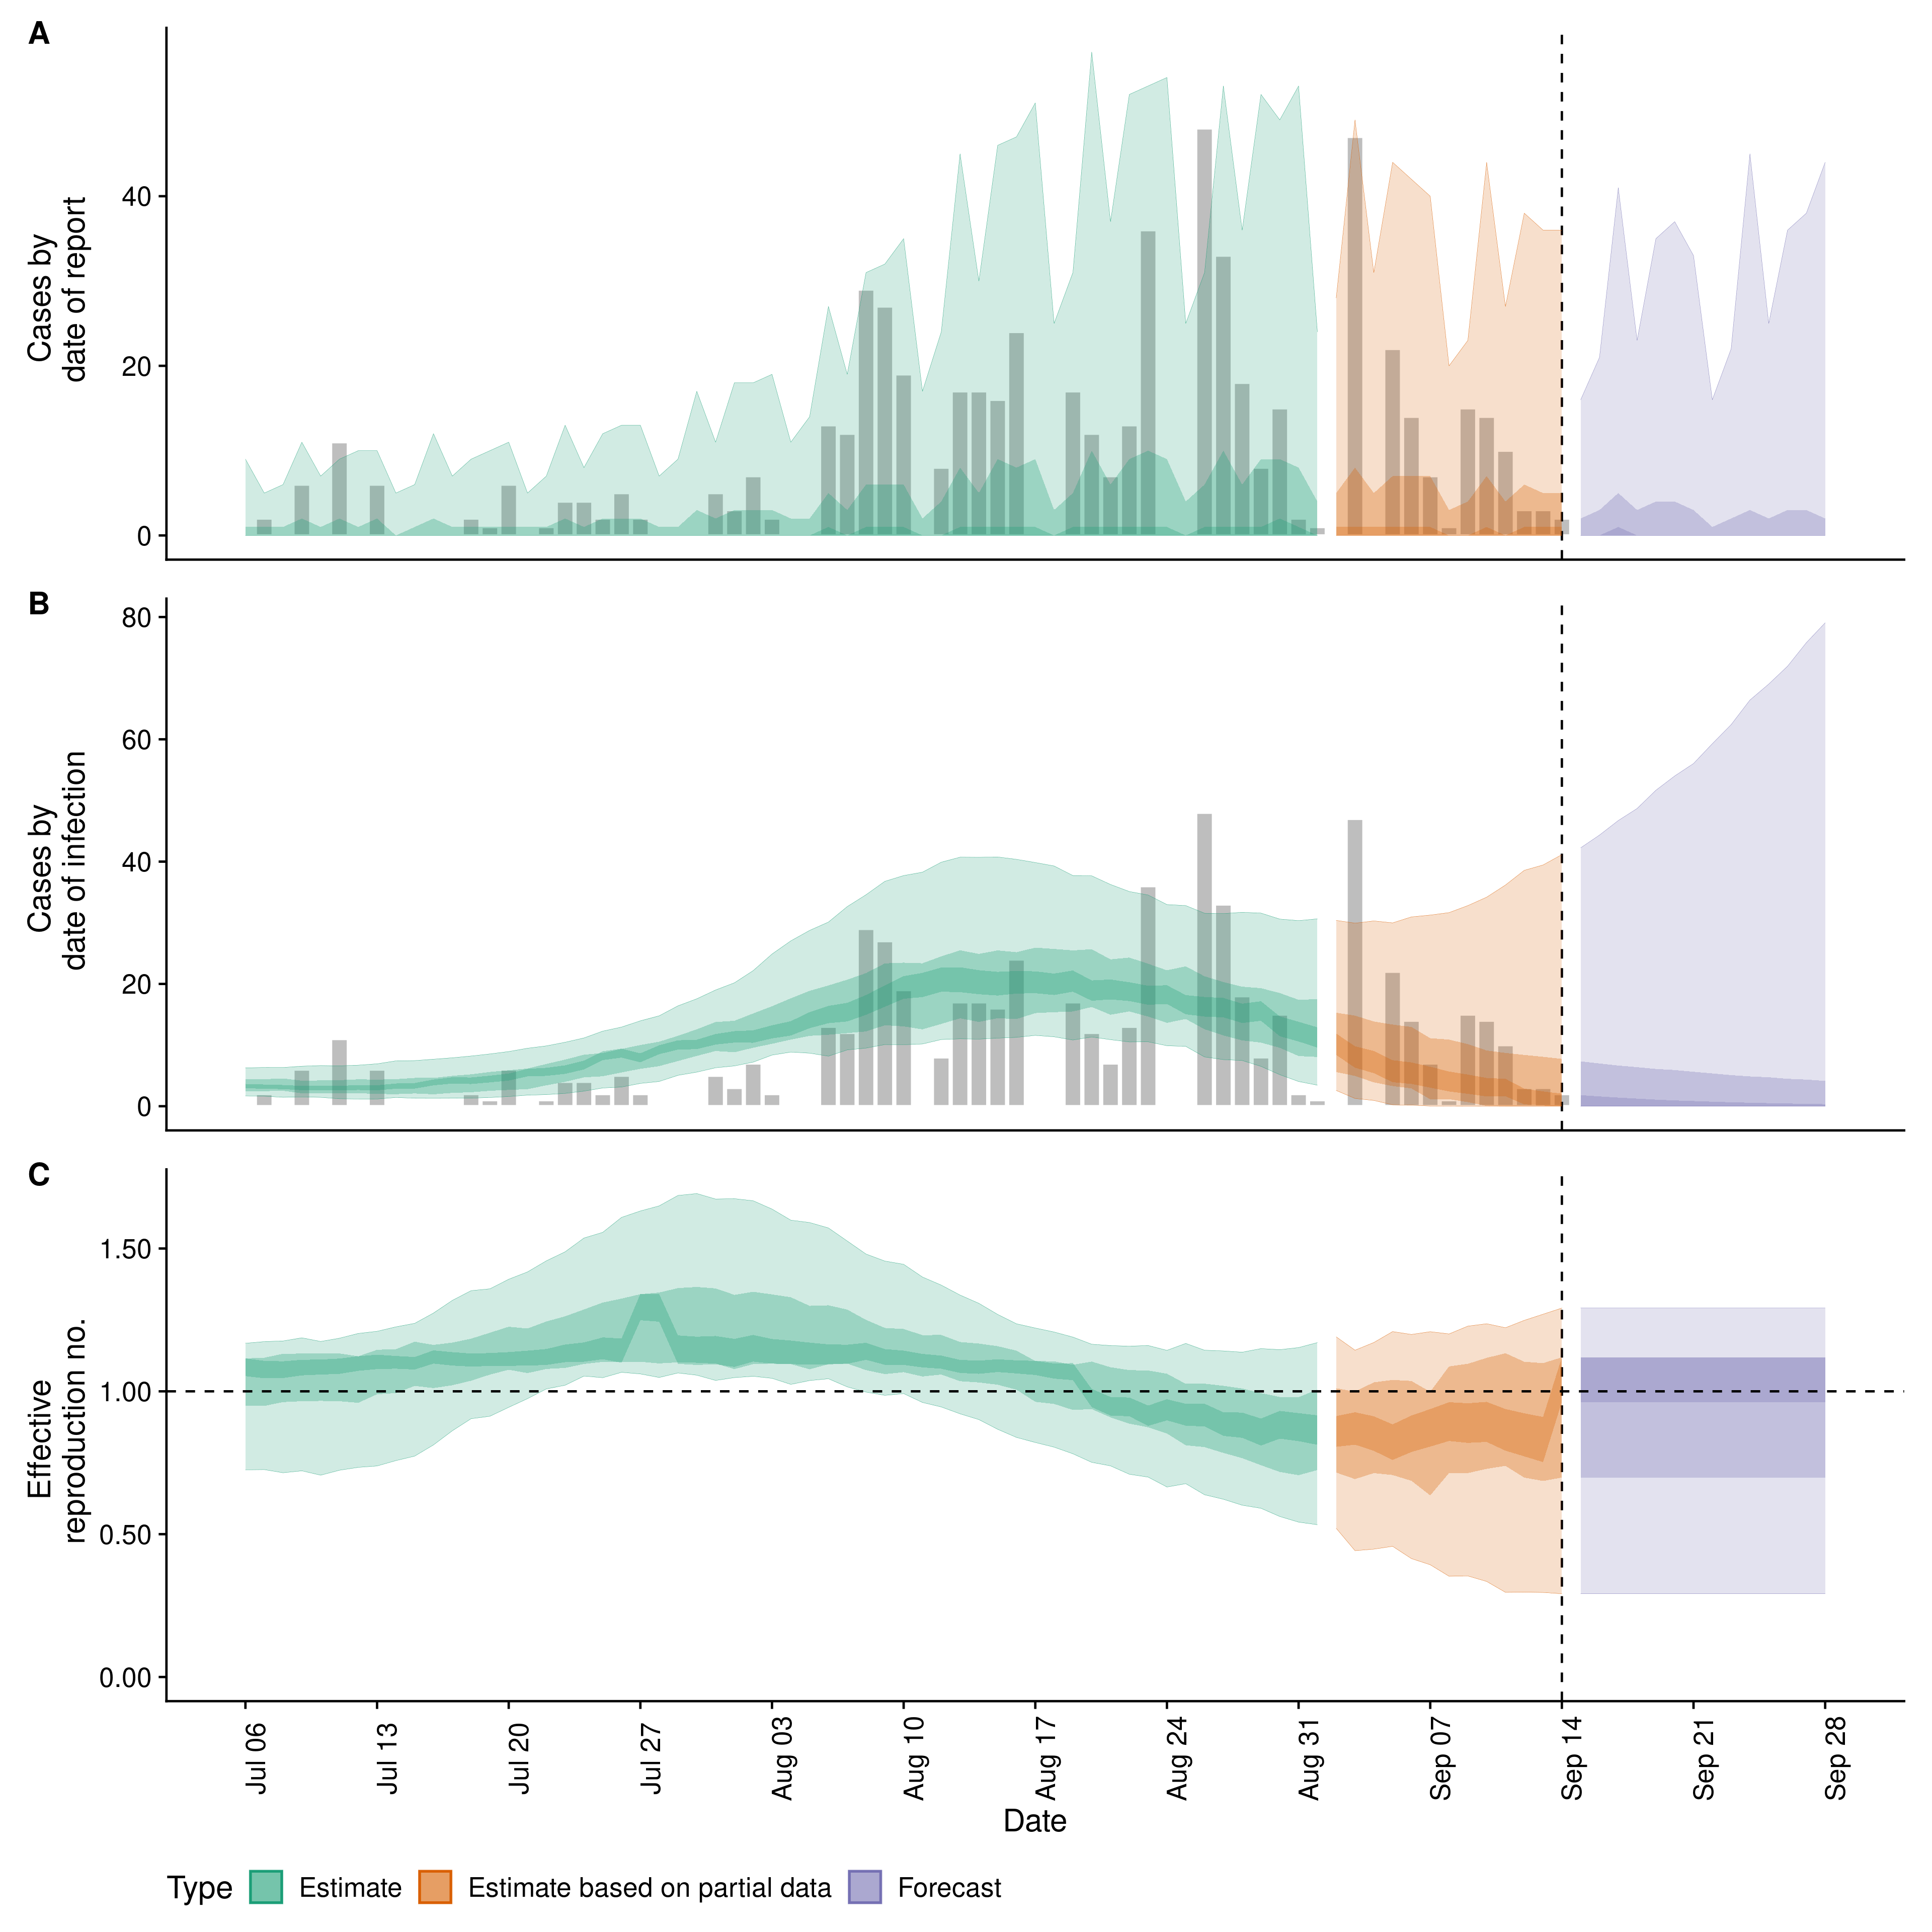 A
Cases by
date of report
40
20
0
B
Cases by
date of infection
80
60
40
20
0
C
Effective
reproduction no.
1.50
1.00
0.50
0.00
Jul 06
Jul 13
Jul 20
Jul 27
Aug 03
Aug 10
Aug 17
Aug 24
Aug 31
Sep 07
Sep 14
Sep 21
Sep 28
Date
Type Estimate Estimate based on partial data Forecast